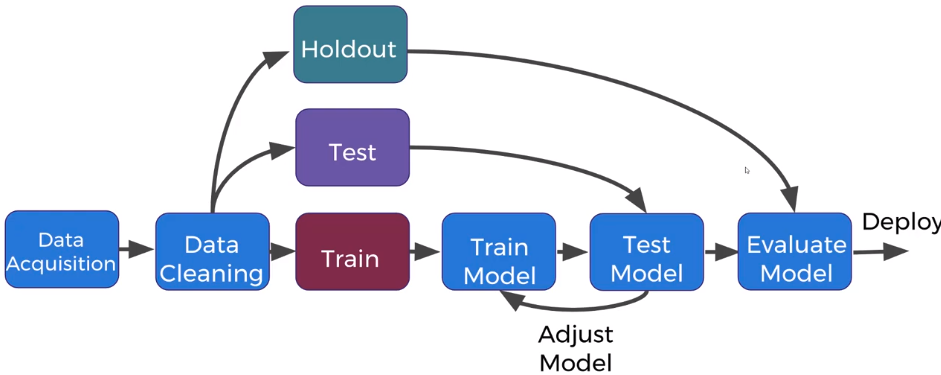 Holdout
Test
Data
Acquisition
Data
Cleaning
Train
Train
Model
Test
Model
Evaluate
Model
Deploy
Adjust
Model